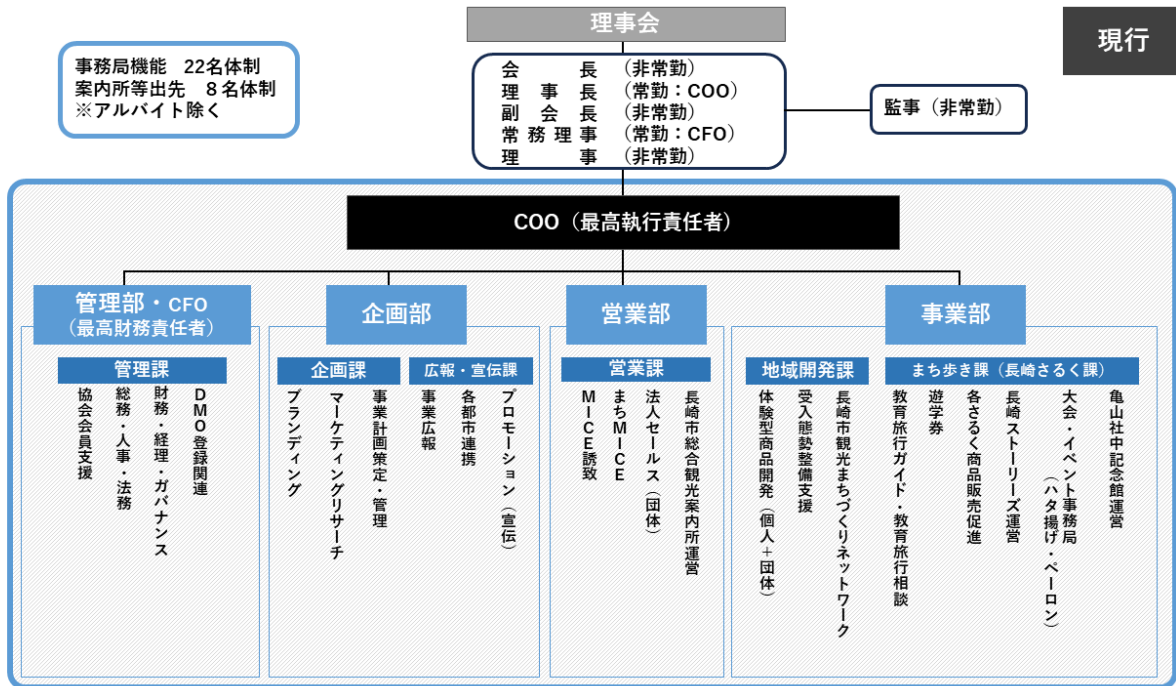 理事会
現行
事務局機能 22名体制
案内所等出先 8名体制
※アルバイト除く
会長 (非常勤)
理事長 (常勤:COO)
副会長 (非常勤)
常務理事 (常勤:CFO)
理事 (非常勤)
監事(非常勤)
COO(最高執行責任者)
管理部・CFO
(最高財務責任者)
企画部
営業部
事業部
管理課
協会会員支援
総務・人事・法務
財務・経理・ガバナンス
DMO登録関連
企画課
ブランディング
マーケティングリサーチ
事業計画策定・管理
広報・宣伝課
事業広報
各都市連携
プロモーション(宣伝)
営業課
MICE誘致
まちMICE
法人セールス(団体)
長崎市総合観光案内所運営
地域開発課
体験型商品開発(個人+団体)
受入態勢整備支援
長崎市観光まちづくりネットワーク
まち歩き課(長崎さるく課)
教育旅行ガイド・教育旅行相談
遊学券
各さるく商品販売促進
長崎ストーリーズ運営
大会・イベント事務局
(ハタ揚げ・ペーロン)
亀山社中記念館運営